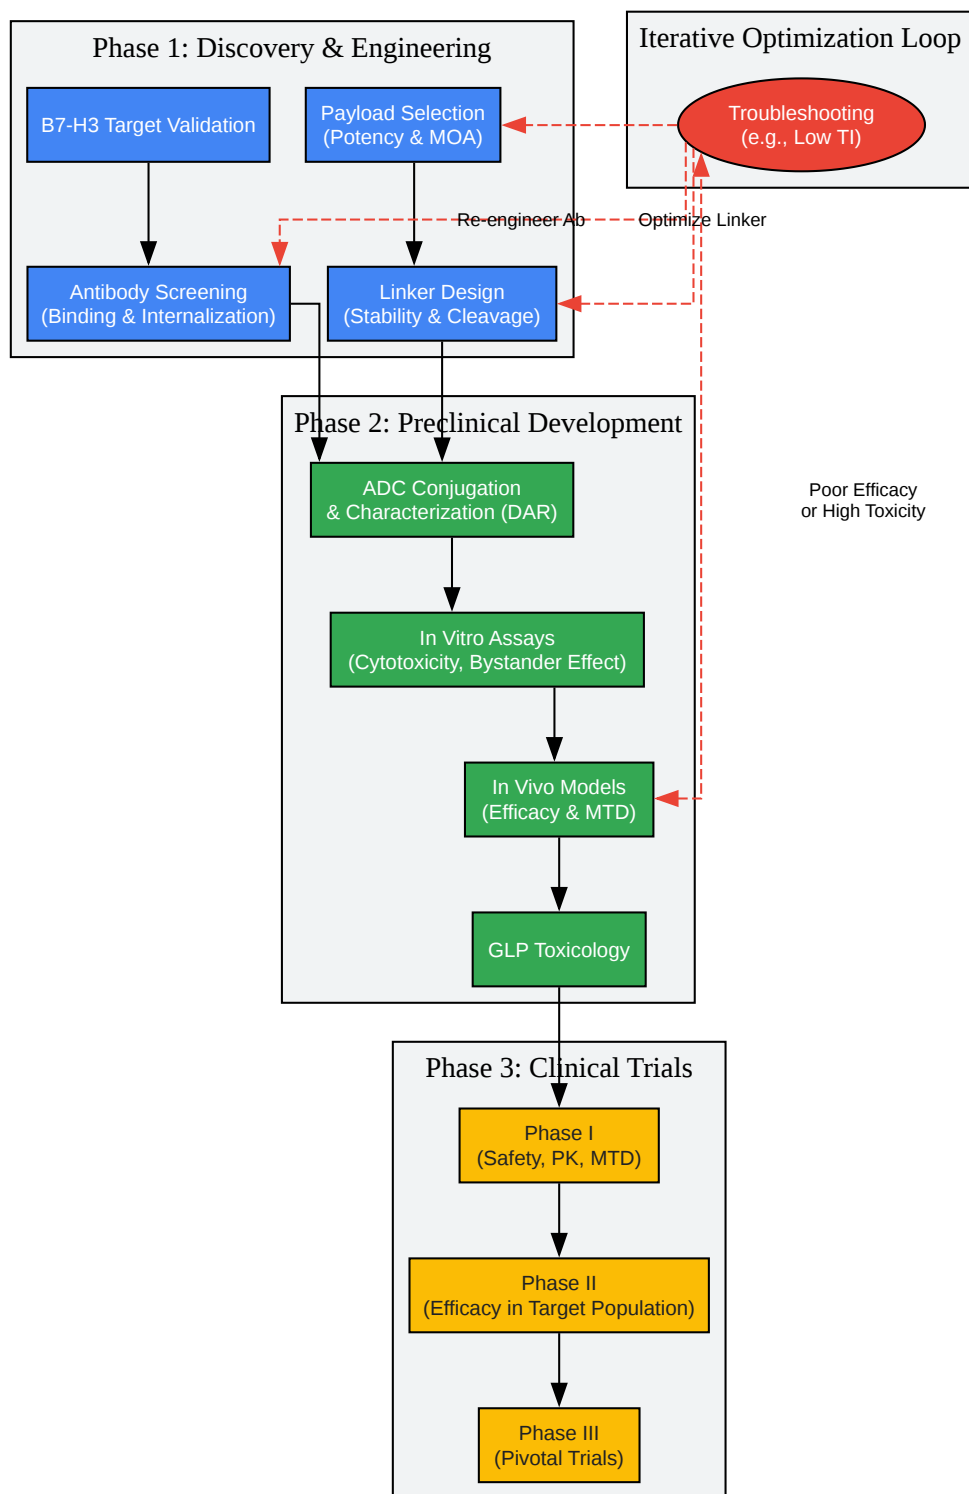 Phase 1: Discovery & Engineering
B7-H3 Target Validation
Payload Selection
(Potency & MOA)
Antibody Screening
(Binding & Internalization)
Linker Design
(Stability & Cleavage)
Iterative Optimization Loop
Troubleshooting
(e.g., Low TI)
Re-engineer Ab
Optimize Linker
Poor Efficacy
or High Toxicity
Phase 2: Preclinical Development
ADC Conjugation
& Characterization (DAR)
In Vitro Assays
(Cytotoxicity, Bystander Effect)
In Vivo Models
(Efficacy & MTD)
GLP Toxicology
Phase 3: Clinical Trials
Phase I
(Safety, PK, MTD)
Phase II
(Efficacy in Target Population)
Phase III
(Pivotal Trials)